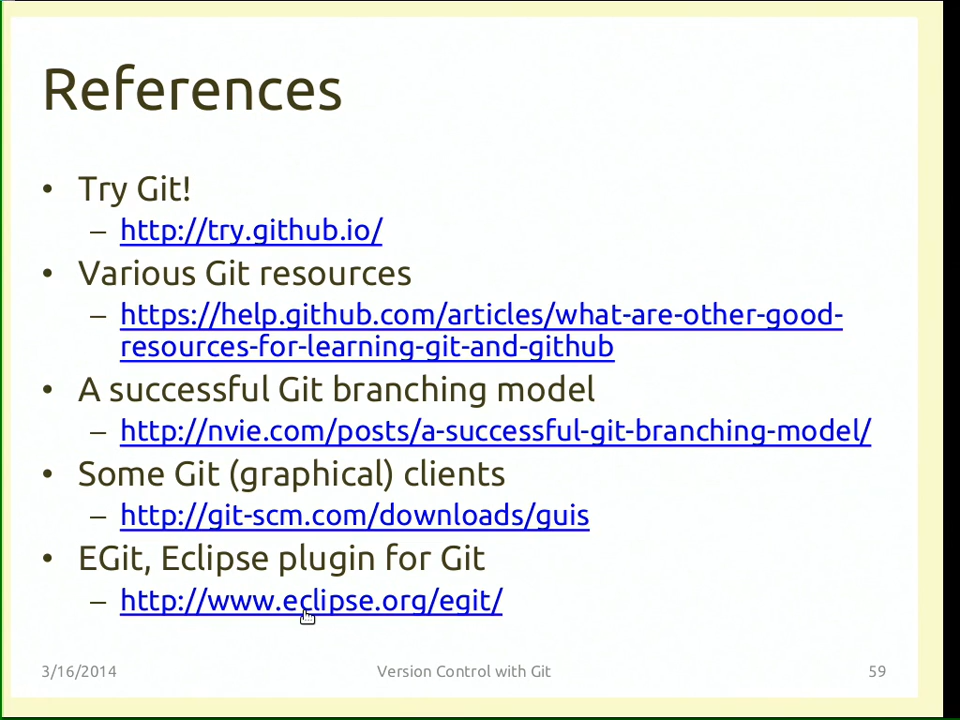 References
• Try Git!
– http://try.github.io/
• Various Git resources
– https://help.github.com/articles/what-are-other-good-
resources-for-learning-git-and-github
• A successful Git branching model
– http://nvie.com/posts/a-successful-git-branching-model/
• Some Git (graphical) clients
– http://git-scm.com/downloads/guis
• EGit, Eclipse plugin for Git
– http://www.eclipse.org/egit/
3/16/2014 Version Control with Git 59